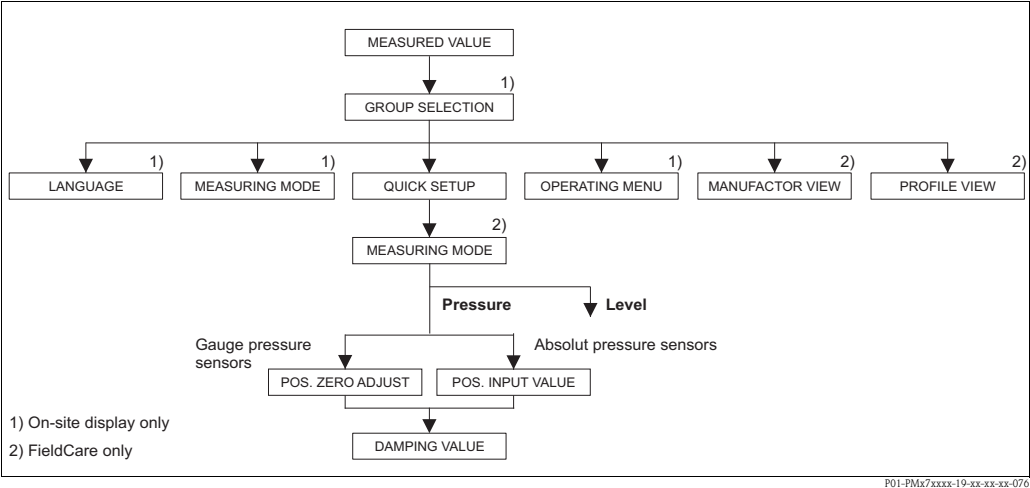 MEASURED VALUE
1)
GROUP SELECTION
1)
1)
1)
2)
2)
LANGUAGE
MEASURING MODE
QUICK SETUP
OPERATING MENU
MANUFACTOR VIEW
PROFILE VIEW
2)
MEASURING MODE
Pressure
Level
Gauge pressure
sensors
Absolut pressure sensors
POS. ZERO ADJUST
POS. INPUT VALUE
1) On-site display only
DAMPING VALUE
2) FieldCare only
P01-PMx7xxxx-19-xx-xx-xx-076